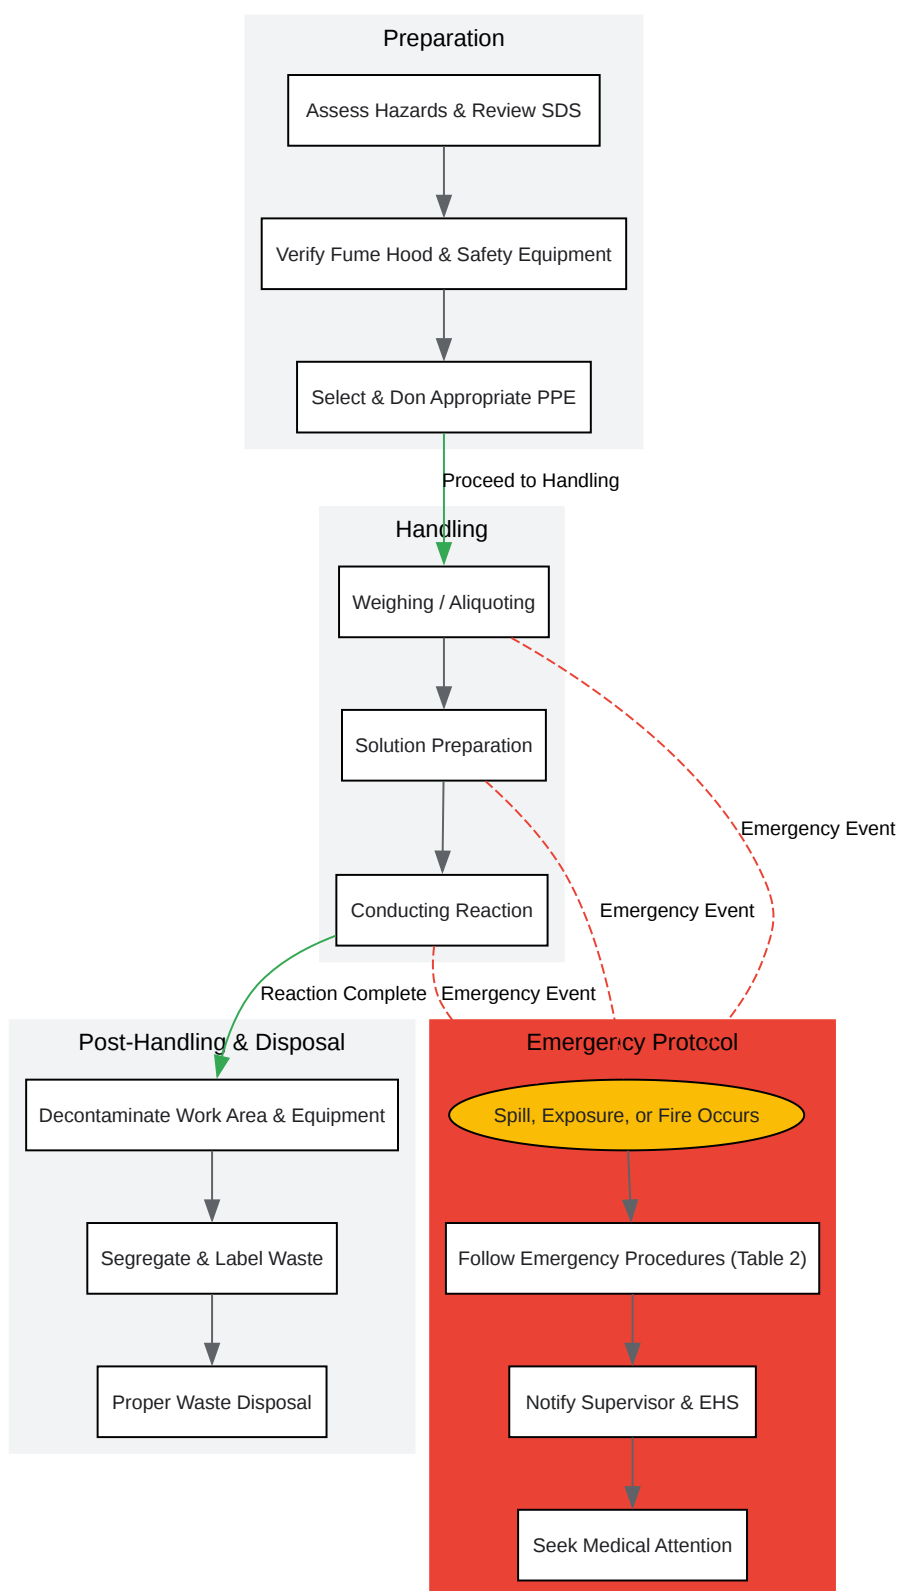 Preparation
Assess Hazards & Review SDS
Verify Fume Hood & Safety Equipment
Select & Don Appropriate PPE
Proceed to Handling
Handling
Weighing / Aliquoting
Solution Preparation
Emergency Event
Conducting Reaction
Emergency Event
Reaction Complete
Emergency Event
Post-Handling & Disposal
Decontaminate Work Area & Equipment
Segregate & Label Waste
Proper Waste Disposal
Emergency Protocol
Spill, Exposure, or Fire Occurs
Follow Emergency Procedures (Table 2)
Notify Supervisor & EHS
Seek Medical Attention